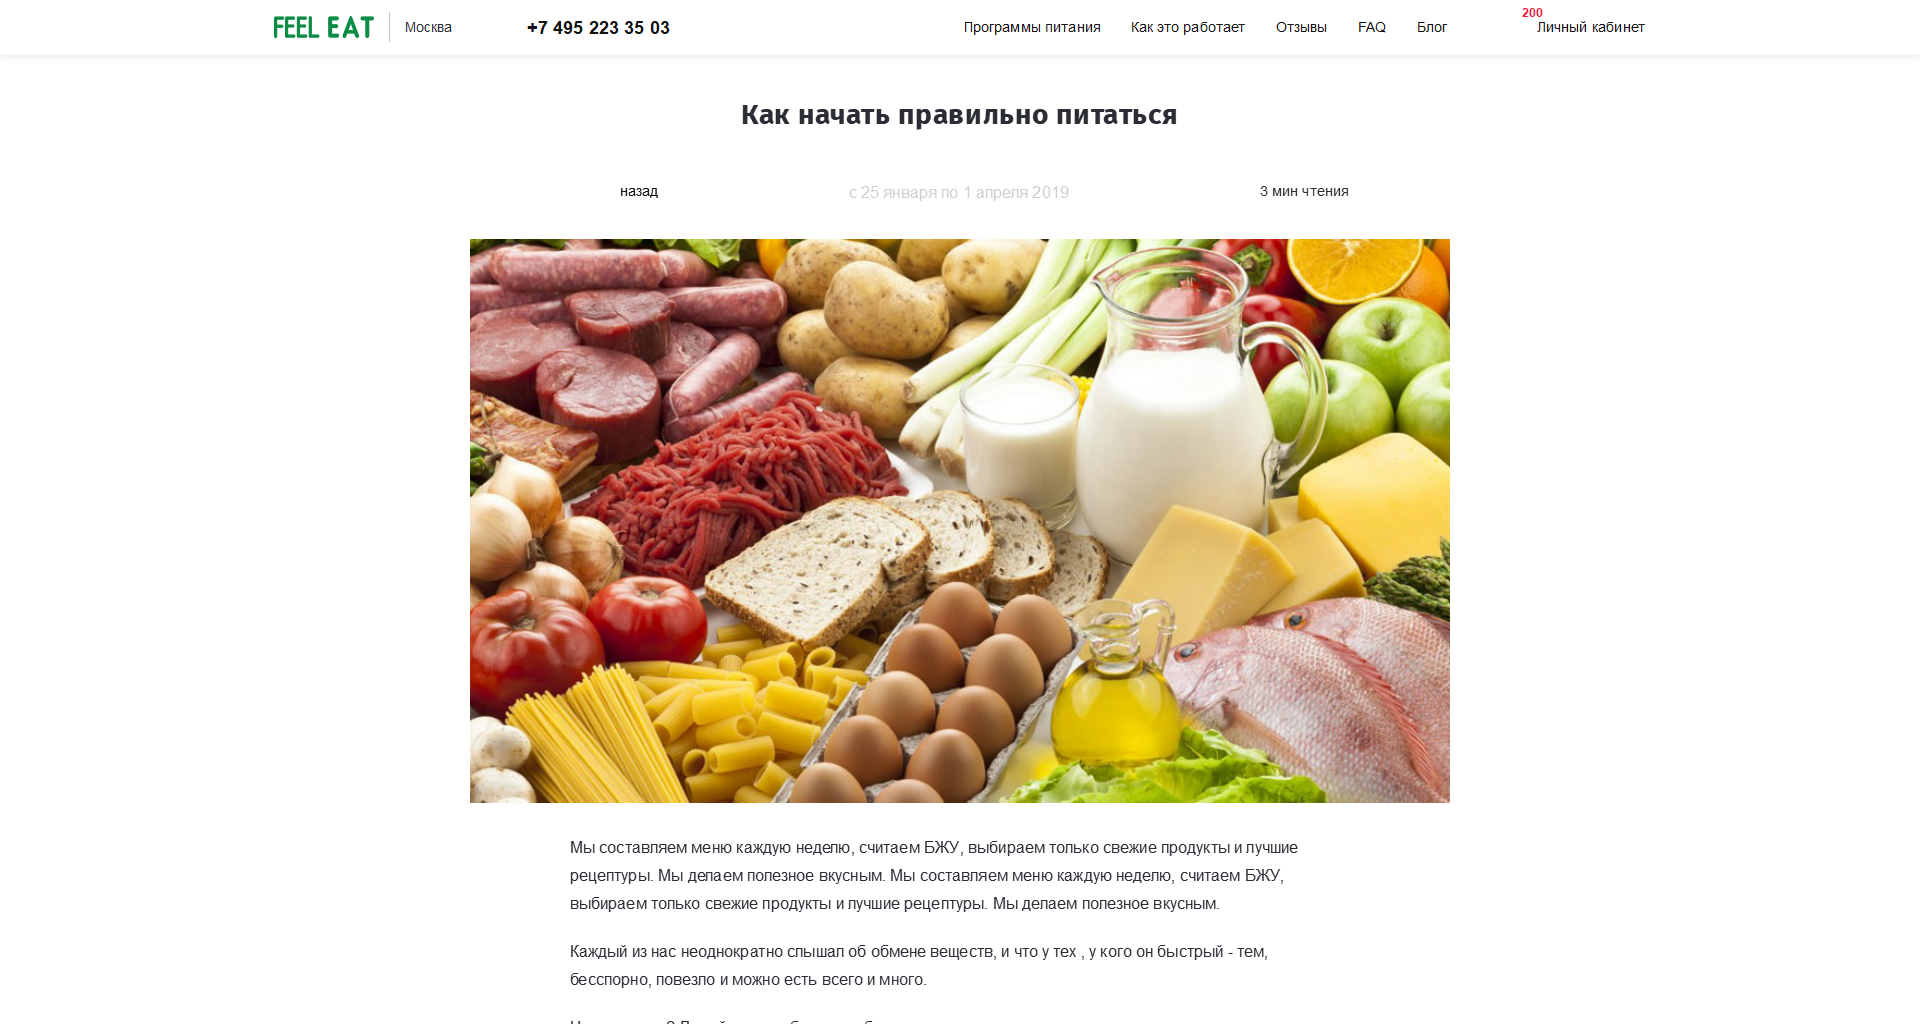 FEEL EAT
Москва
+7 495 223 35 03
Программы питания
Как это работает
Отзывы
FAQ
Блог
200
Личный кабинет
Как начать правильно питаться
назад
с 25 января по 1 апреля 2019
3 мин чтения
Мы составляем меню каждую неделю, считаем БЖУ, выбираем только свежие продукты и лучшие
рецептуры. Мы делаем полезное вкусным. Мы составляем меню каждую неделю, считаем БЖУ,
выбираем только свежие продукты и лучшие рецептуры. Мы делаем полезное вкусным.
Каждый из нас неоднократно слышал об обмене веществ, и что у тех , у кого он быстрый - тем,
бесспорно, повезло и можно есть всего и много.